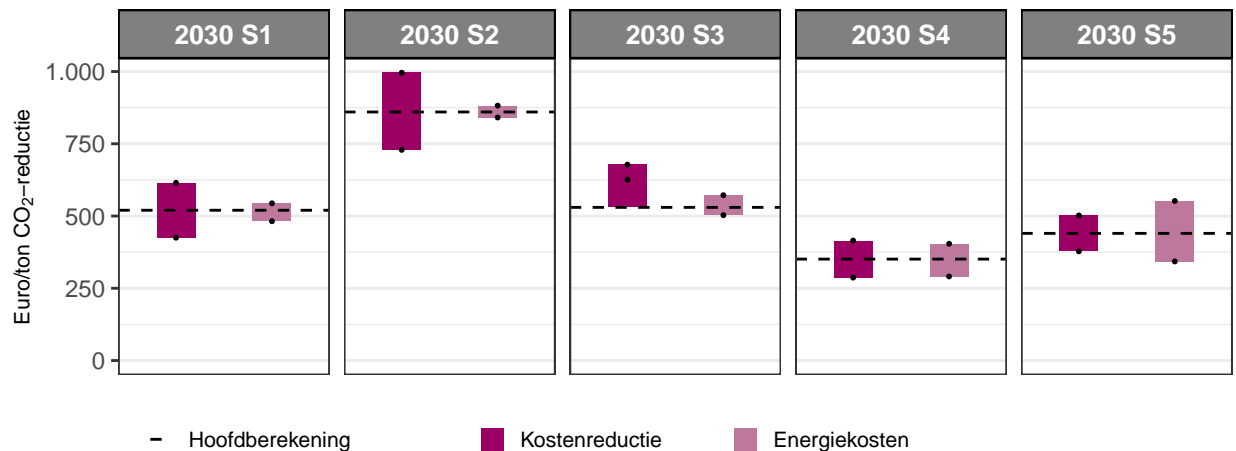 2030 S1
2030 S2
2030 S3
2030 S4
2030 S5
Euro/ton CO₂–reductie
1.000
750
500
250
0
Hoofdberekening
Kostenreductie
Energiekosten